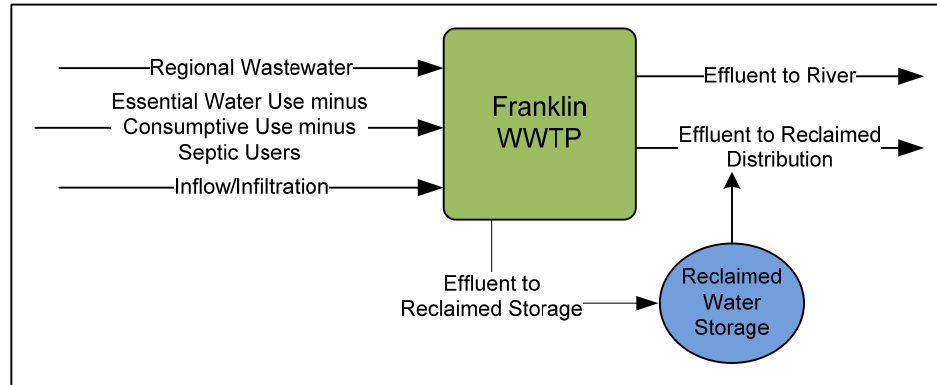 Regional Wastewater
Essential Water Use minus
Consumptive Use minus
Septic Users
Inflow/Infiltration
Franklin
WWTP
Effluent to River
Effluent to Reclaimed
Distribution
Effluent to
Reclaimed Storage
Reclaimed
Water
Storage